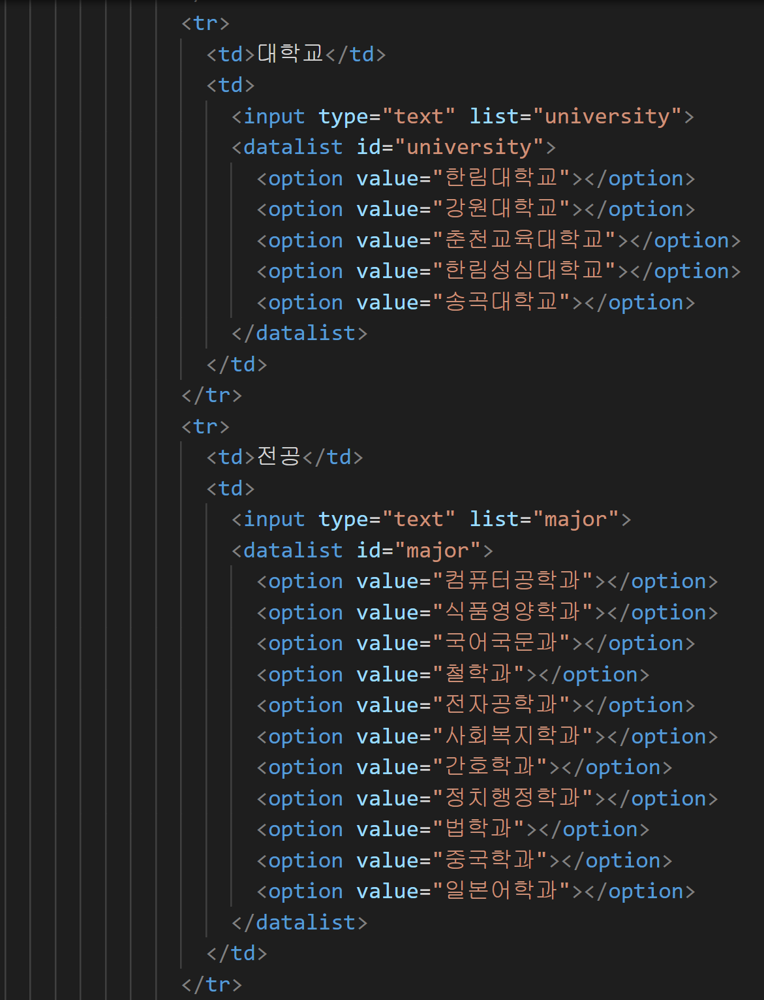 <tr>
<td>대학교</td>
<td>
<input type="text" list="university">
<datalist id="university">
<option value="한림대학교"></option>
<option value="강원대학교"></option>
<option value="춘천교육대학교"></option>
<option value="한림성심대학교"></option>
<option value="송곡대학교"></option>
</datalist>
</td>
</tr>
<tr>
<td>전공</td>
<td>
<input type="text" list="major">
<datalist id="major">
<option value="컴퓨터공학과"></option>
<option value="식품영양학과"></option>
<option value="국어국문과"></option>
<option value="철학과"></option>
<option value="전자공학과"></option>
<option value="사회복지학과"></option>
<option value="간호학과"></option>
<option value="정치행정학과"></option>
<option value="법학과"></option>
<option value="중국학과"></option>
<option value="일본어학과"></option>
</datalist>
</td>
</tr>